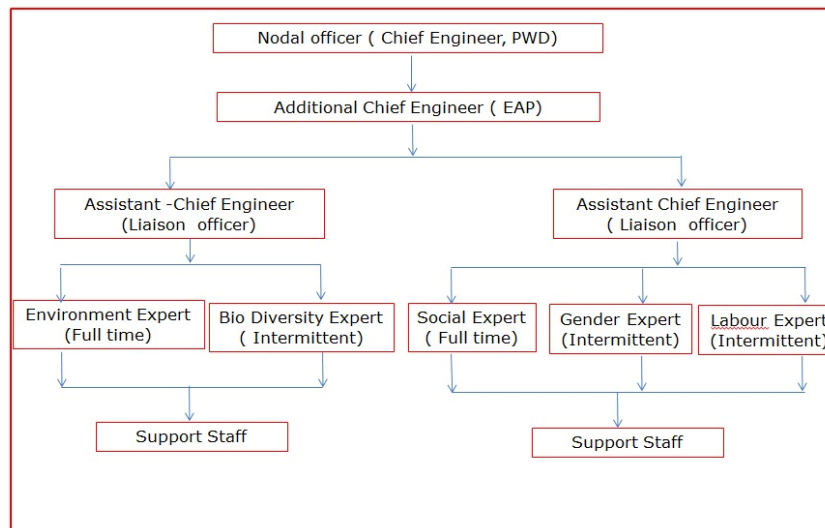 Nodal officer ( Chief Engineer, PWD)
Additional Chief Engineer ( EAP)
Assistant -Chief Engineer
(Liaison officer)
Assistant Chief Engineer
( Liaison officer)
Environment Expert
(Full time)
Bio Diversity Expert
( Intermittent)
Social Expert
( Full time)
Gender Expert
(Intermittent)
Labour Expert
(Intermittent)
Support Staff
Support Staff